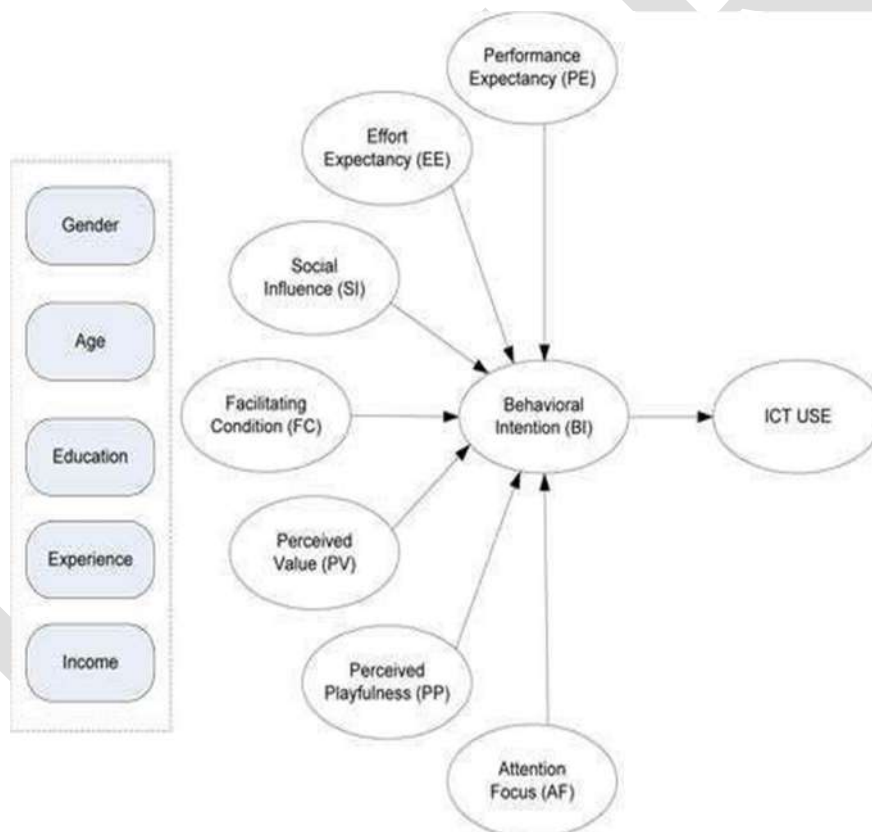 Performance
Expectancy (PE)
Effort
Expectancy (EE)
Social
Influence (SI)
Facilitating
Condition (FC)
Perceived
Value (PV)
Perceived
Playfulness (PP)
Attention
Focus (AF)
Behavioral
Intention (BI)
ICT USE
Gender
Age
Education
Experience
Income